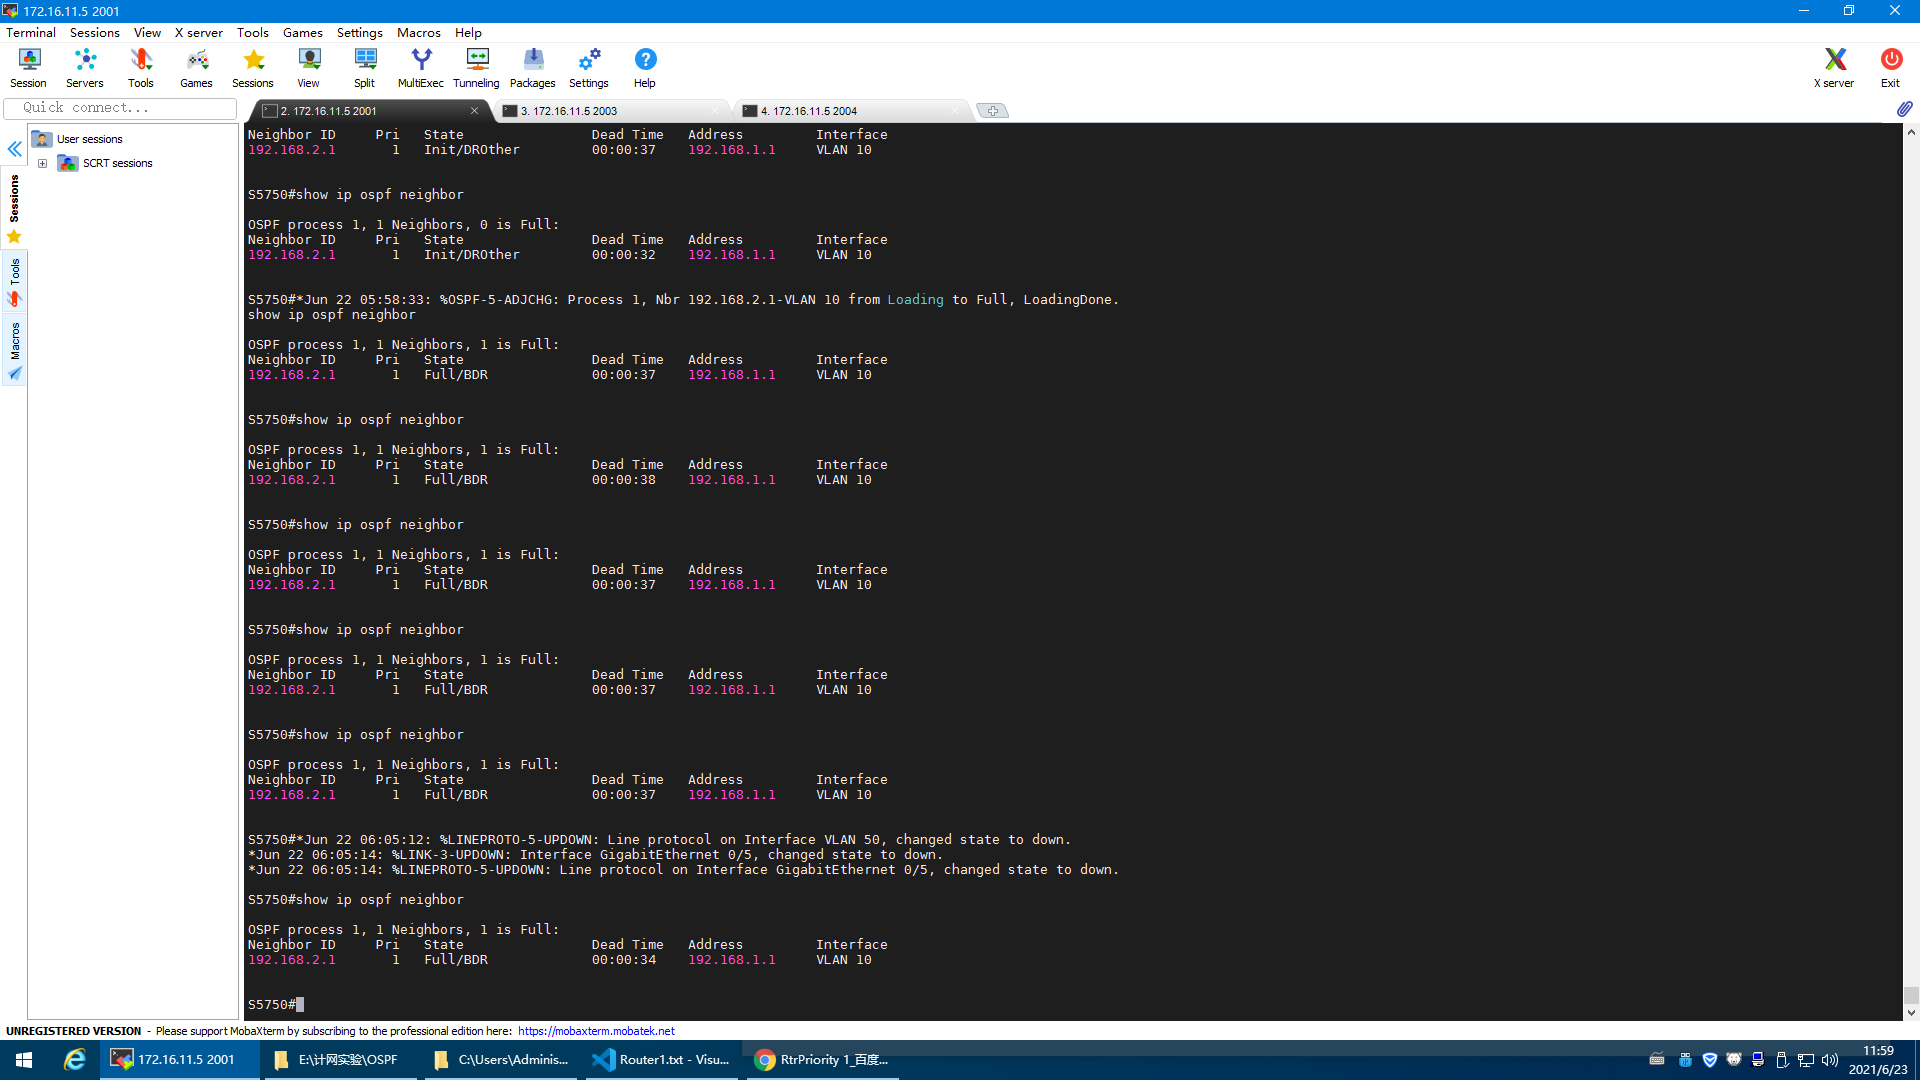 172.16.11.5 2001
Terminal Sessions View X server Tools Games Settings Macros Help
Session Servers Tools Games Sessions View Split MultiExec Tunneling Packages Settings Help X server Exit
Quick connect...
2. 172.16.11.5 2001
3. 172.16.11.5 2003
4. 172.16.11.5 2004
User sessions
SCRT sessions
Sessions
Tools
Macros
Neighbor ID     Pri   State                Dead Time   Address         Interface
192.168.2.1       1   Init/DROther         00:00:37    192.168.1.1     VLAN 10
S5750#show ip ospf neighbor
OSPF process 1, 1 Neighbors, 0 is Full:
Neighbor ID     Pri   State                Dead Time   Address         Interface
192.168.2.1       1   Init/DROther         00:00:32    192.168.1.1     VLAN 10
S5750#*Jun 22 05:58:33: %OSPF-5-ADJCHG: Process 1, Nbr 192.168.2.1-VLAN 10 from Loading to Full, LoadingDone.
show ip ospf neighbor
OSPF process 1, 1 Neighbors, 1 is Full:
Neighbor ID     Pri   State                Dead Time   Address         Interface
192.168.2.1       1   Full/BDR             00:00:37    192.168.1.1     VLAN 10
S5750#show ip ospf neighbor
OSPF process 1, 1 Neighbors, 1 is Full:
Neighbor ID     Pri   State                Dead Time   Address         Interface
192.168.2.1       1   Full/BDR             00:00:38    192.168.1.1     VLAN 10
S5750#show ip ospf neighbor
OSPF process 1, 1 Neighbors, 1 is Full:
Neighbor ID     Pri   State                Dead Time   Address         Interface
192.168.2.1       1   Full/BDR             00:00:37    192.168.1.1     VLAN 10
S5750#show ip ospf neighbor
OSPF process 1, 1 Neighbors, 1 is Full:
Neighbor ID     Pri   State                Dead Time   Address         Interface
192.168.2.1       1   Full/BDR             00:00:37    192.168.1.1     VLAN 10
S5750#show ip ospf neighbor
OSPF process 1, 1 Neighbors, 1 is Full:
Neighbor ID     Pri   State                Dead Time   Address         Interface
192.168.2.1       1   Full/BDR             00:00:37    192.168.1.1     VLAN 10
S5750#*Jun 22 06:05:12: %LINEPROTO-5-UPDOWN: Line protocol on Interface VLAN 50, changed state to down.
*Jun 22 06:05:14: %LINK-3-UPDOWN: Interface GigabitEthernet 0/5, changed state to down.
*Jun 22 06:05:14: %LINEPROTO-5-UPDOWN: Line protocol on Interface GigabitEthernet 0/5, changed state to down.
S5750#show ip ospf neighbor
OSPF process 1, 1 Neighbors, 1 is Full:
Neighbor ID     Pri   State                Dead Time   Address         Interface
192.168.2.1       1   Full/BDR             00:00:34    192.168.1.1     VLAN 10
S5750#
UNREGISTERED VERSION - Please support MobaXterm by subscribing to the professional edition here: https://mobaxterm.mobatek.net
172.16.11.5 2001
E:\计网实验\OSPF
C:\Users\Adminis...
Router1.txt - Visu...
RtrPriority 1_百度...
11:59
2021/6/23